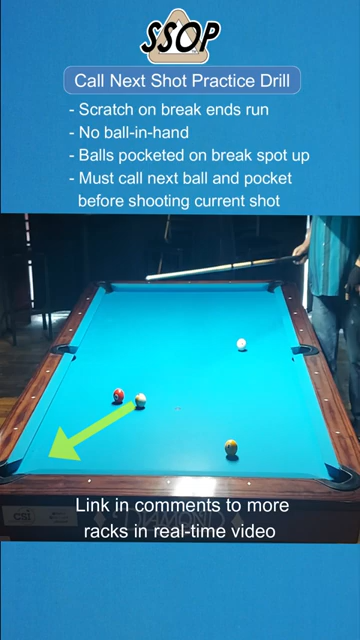 SSOP
Call Next Shot Practice Drill
- Scratch on break ends run
- No ball-in-hand
- Balls pocketed on break spot up
- Must call next ball and pocket
before shooting current shot
csi
DIAMOND
Link in comments to more
racks in real-time video